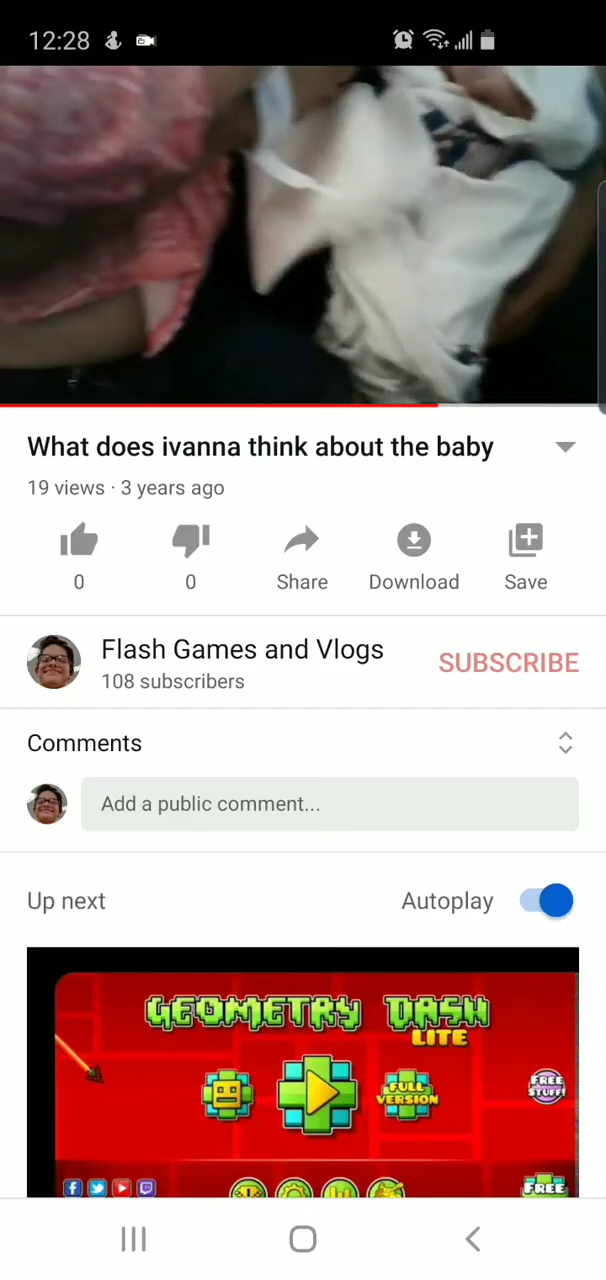 12:28
What does ivanna think about the baby
19 views · 3 years ago
0
0
Share
Download
Save
Flash Games and Vlogs
SUBSCRIBE
108 subscribers
Comments
Add a public comment...
Up next
Autoplay
GEOMETRY DASH
LITE
FULL
VERSION
FREE
STUFF!
FREE